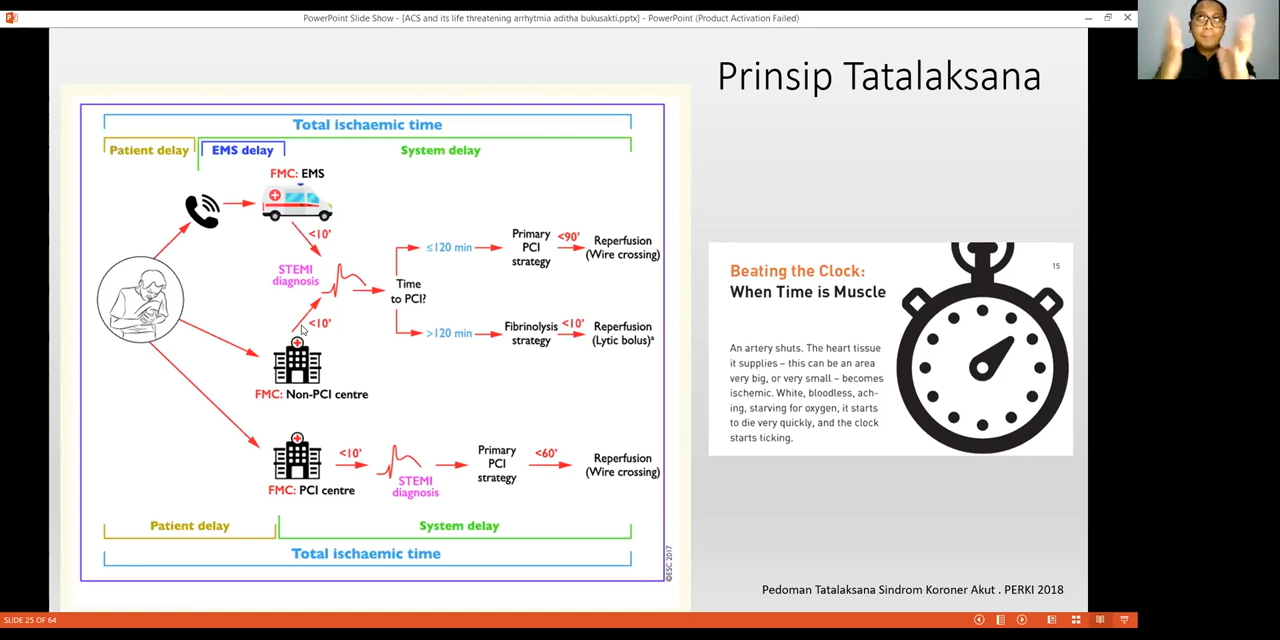 PowerPoint Slide Show - [ACS and its life threatening arrhytmia aditha bukusakti.pptx] - PowerPoint (Product Activation Failed)
Prinsip Tatalaksana
Total ischaemic time
Patient delay
EMS delay
System delay
FMC: EMS
<10'
STEMI
diagnosis
<10'
Time
to PCI?
≤120 min
Primary
PCI
strategy
<90'
Reperfusion
(Wire crossing)
>120 min
Fibrinolysis
strategy
<10'
Reperfusion
(Lytic bolus)ª
FMC: Non-PCI centre
FMC: PCI centre
<10'
STEMI
diagnosis
Primary
PCI
strategy
<60'
Reperfusion
(Wire crossing)
Patient delay
System delay
Total ischaemic time
©ESC 2017
15
Beating the Clock:
When Time is Muscle
An artery shuts. The heart tissue
it supplies – this can be an area
very big, or very small – becomes
ischemic. White, bloodless, ach-
ing, starving for oxygen, it starts
to die very quickly, and the clock
starts ticking.
Pedoman Tatalaksana Sindrom Koroner Akut . PERKI 2018
SLIDE 25 OF 64